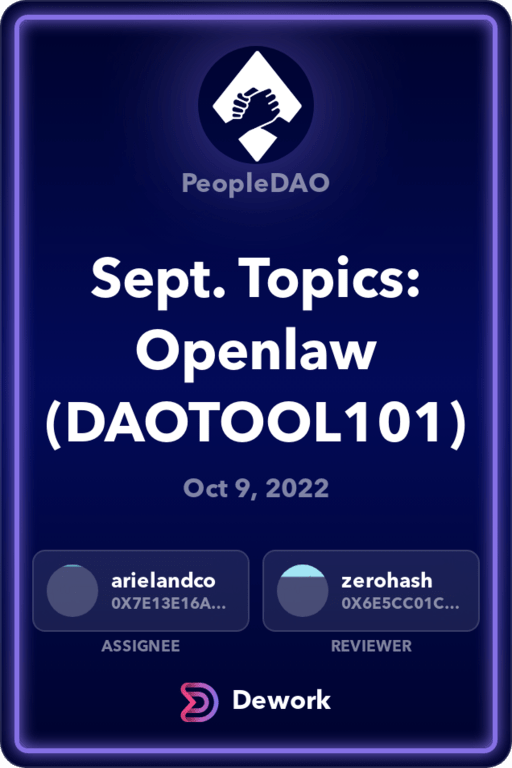 PeopleDAO
Sept. Topics:
Openlaw
(DAOTOOL101)
Oct 9, 2022
arielandco
0X7E13E16A...
ASSIGNEE
zerohash
0X6E5CC01C...
REVIEWER
Dework